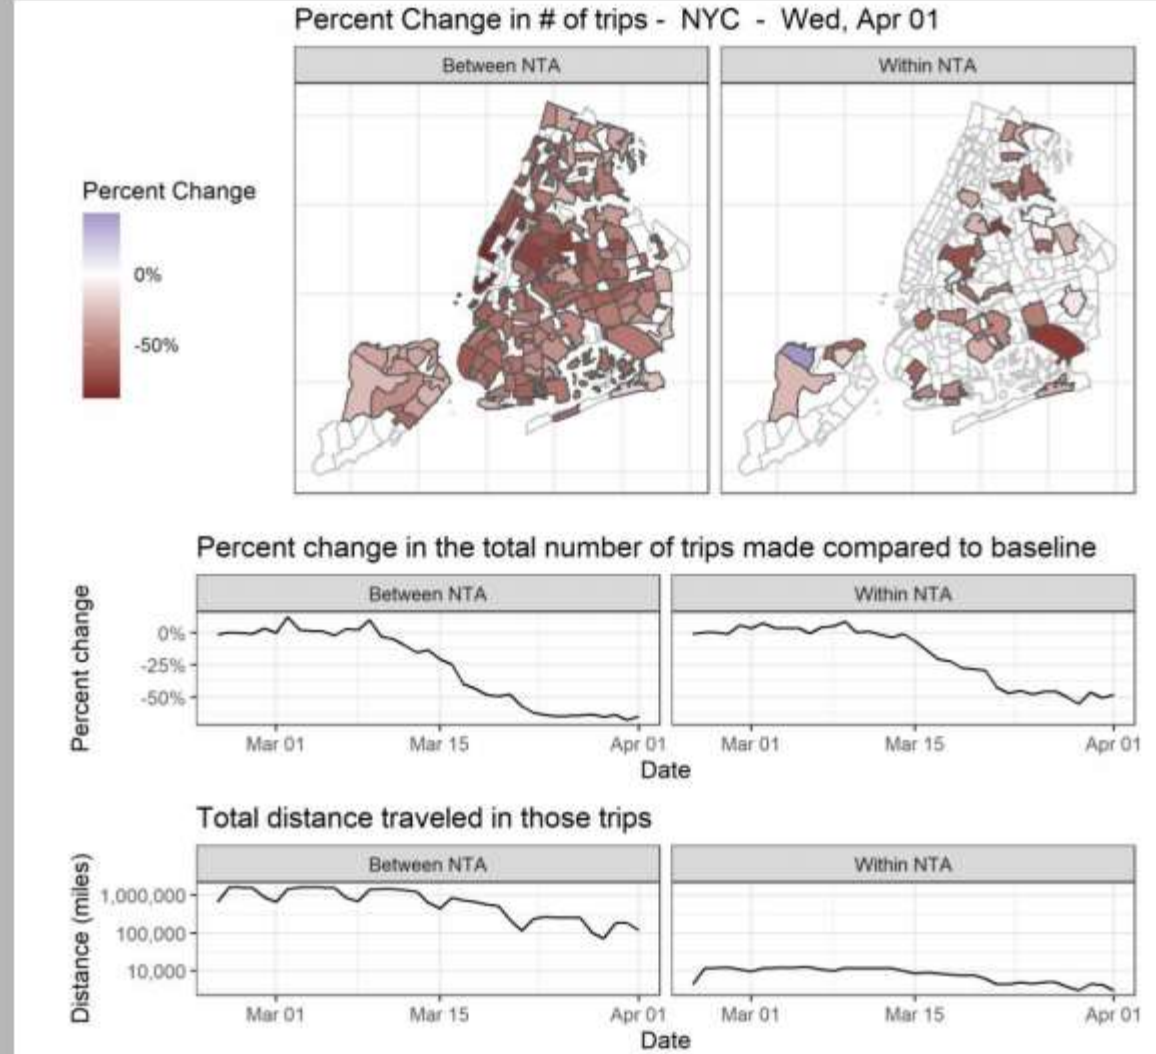 Percent Change in # of trips - NYC - Wed, Apr 01
Between NTA
Within NTA
Percent Change
0%
-50%
Percent change in the total number of trips made compared to baseline
Between NTA
Within NTA
Percent change
0%
-25%
-50%
Mar 01
Mar 15
Apr 01
Mar 01
Mar 15
Apr 01
Date
Total distance traveled in those trips
Between NTA
Within NTA
Distance (miles)
1,000,000
100,000
10,000
Mar 01
Mar 15
Apr 01
Mar 01
Mar 15
Apr 01
Date